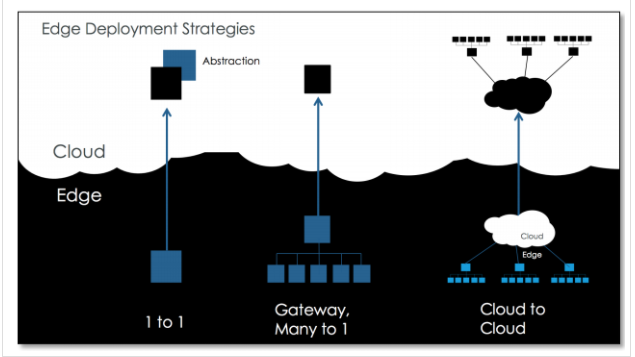 Edge Deployment Strategies
Abstraction
Cloud
Edge
Cloud
Edge
1 to 1
Gateway,
Many to 1
Cloud to
Cloud